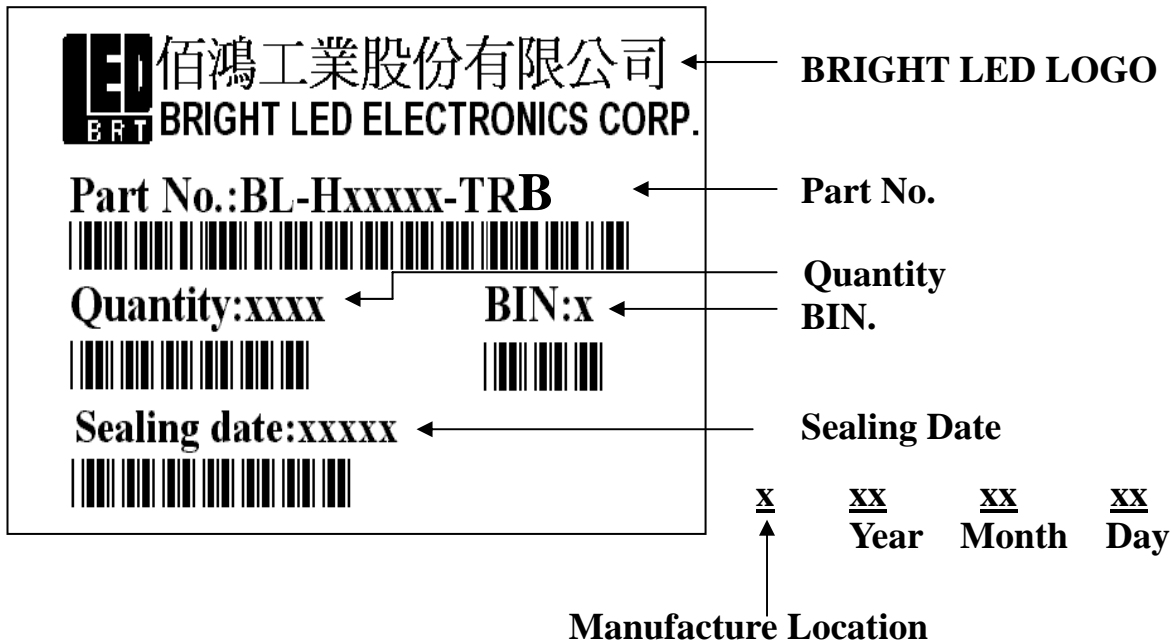 LED
BRT
佰鴻工業股份有限公司
BRIGHT LED ELECTRONICS CORP.
BRIGHT LED LOGO
Part No.:BL-Hxxxxx-TRB
Part No.
Quantity:xxxx
BIN:x
Quantity
BIN.
Sealing date:xxxxx
Sealing Date
x xx xx xx
Year Month Day
Manufacture Location